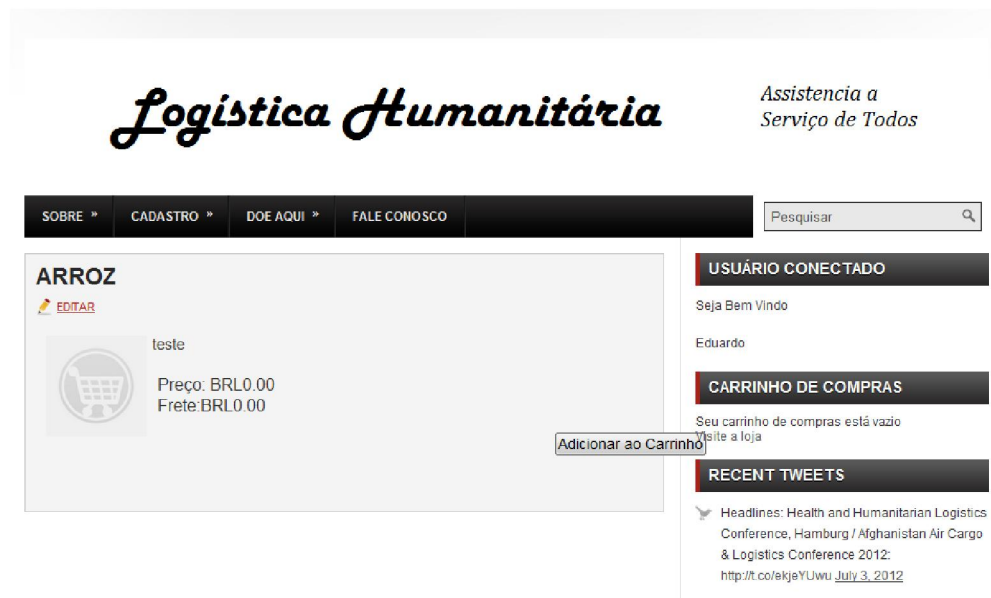 Logística Humanitária
Assistencia a
Serviço de Todos
SOBRE »
CADASTRO »
DOE AQUI »
FALE CONOSCO
Pesquisar
ARROZ
EDITAR
teste
Preço: BRL0.00
Frete:BRL0.00
Adicionar ao Carrinho
USUÁRIO CONECTADO
Seja Bem Vindo
Eduardo
CARRINHO DE COMPRAS
Seu carrinho de compras está vazio
Visite a loja
RECENT TWEETS
Headlines: Health and Humanitarian Logistics
Conference, Hamburg / Afghanistan Air Cargo
& Logistics Conference 2012:
http://t.co/ekjeYUwu July 3, 2012